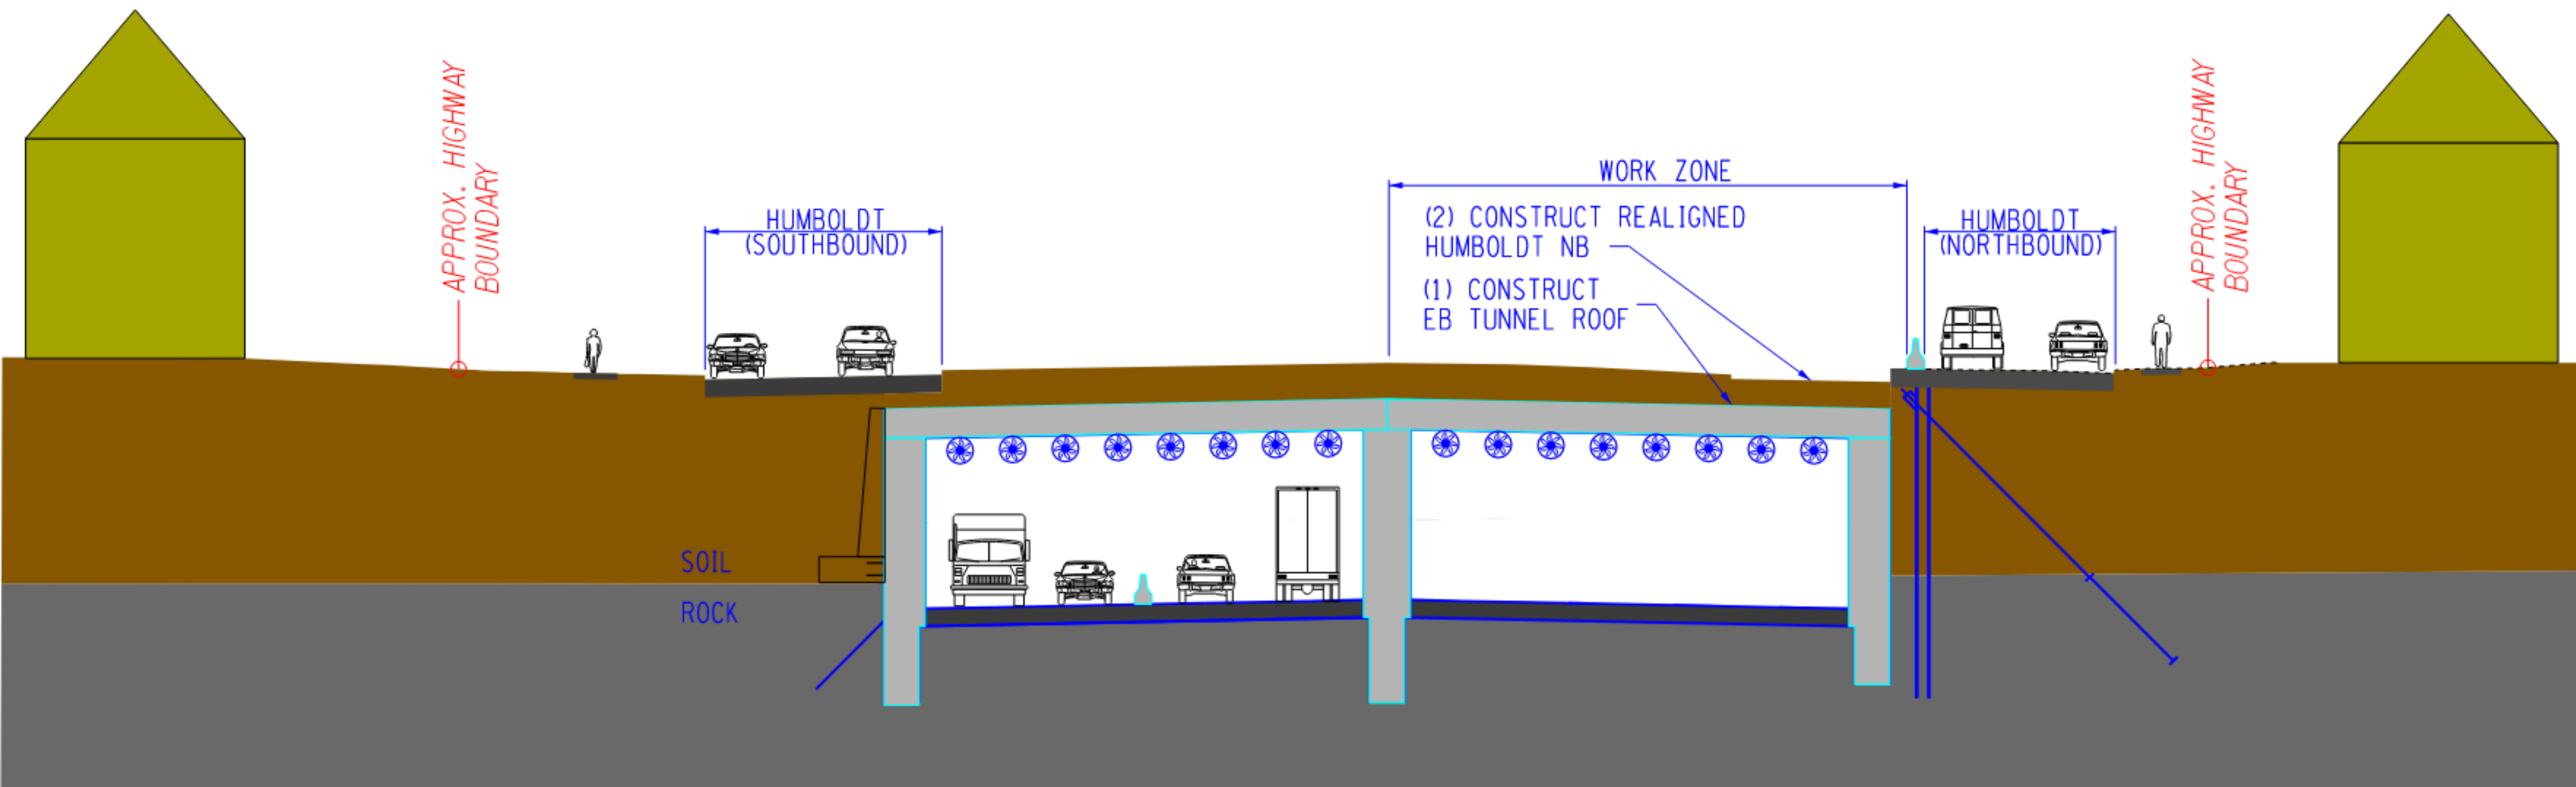 APPROX. HIGHWAY
BOUNDARY
HUMBOLDT
(SOUTHBOUND)
WORK ZONE
(2) CONSTRUCT REALIGNED
HUMBOLDT NB
(1) CONSTRUCT
EB TUNNEL ROOF
HUMBOLDT
(NORTHBOUND)
APPROX. HIGHWAY
BOUNDARY
SOIL
ROCK